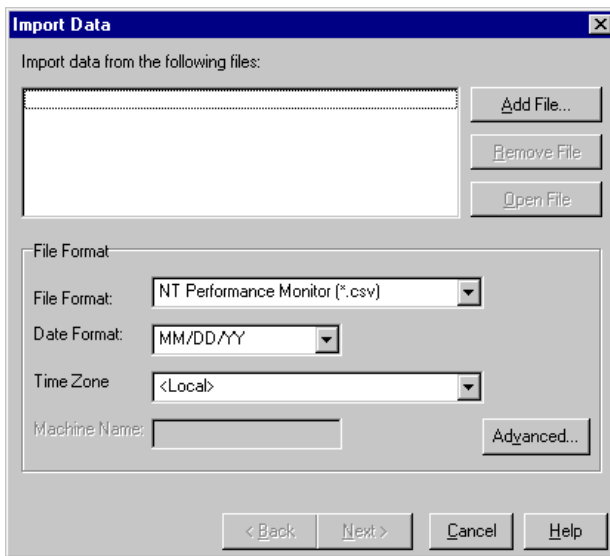 Import Data
Import data from the following files:
Add File...
Remove File
Open File
File Format
File Format:
NT Performance Monitor (*.csv)
Date Format:
MM/DD/YY
Time Zone
<Local>
Machine Name:
Advanced...
< Back
Next >
Cancel
Help